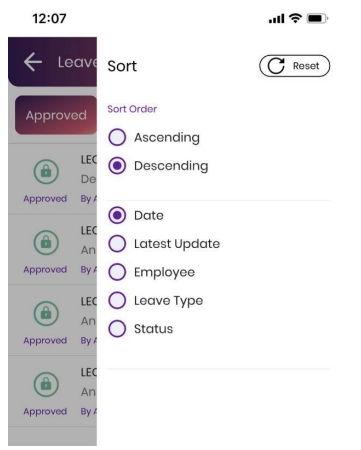 12:07
Leave
Sort
Reset
Approved
Sort Order
Ascending
Descending
LEC
De
Approved
By A
Date
Latest Update
Employee
Leave Type
Status
LEC
An
Approved
By A
LEC
An
Approved
By A
LEC
An
Approved
By A